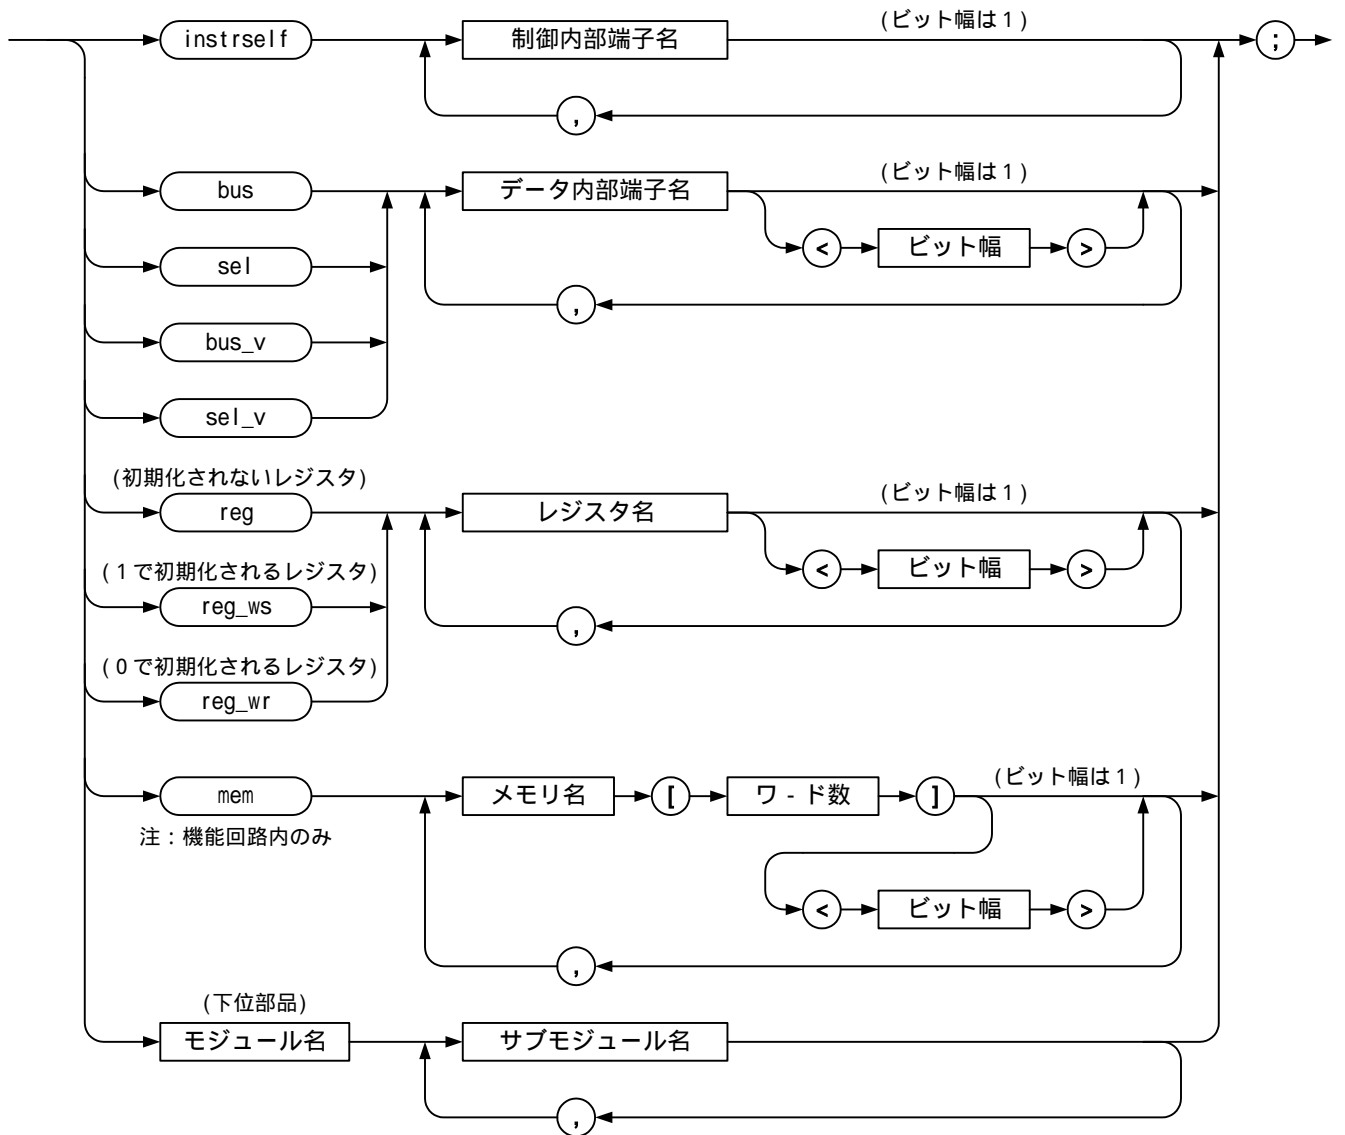 (ビット幅は1)
instrself 制御内部端子名 ;
,
(ビット幅は1)
bus データ内部端子名
< ビット幅 >
sel
,
bus_v
sel_v
(初期化されないレジスタ)
(ビット幅は1)
reg レジスタ名
< ビット幅 >
(1で初期化されるレジスタ)
reg_ws
,
(0で初期化されるレジスタ)
reg_wr
(ビット幅は1)
mem メモリ名 [ ワ-ド数 ]
注:機能回路内のみ
< ビット幅 >
,
(下位部品)
モジュール名 サブモジュール名
,